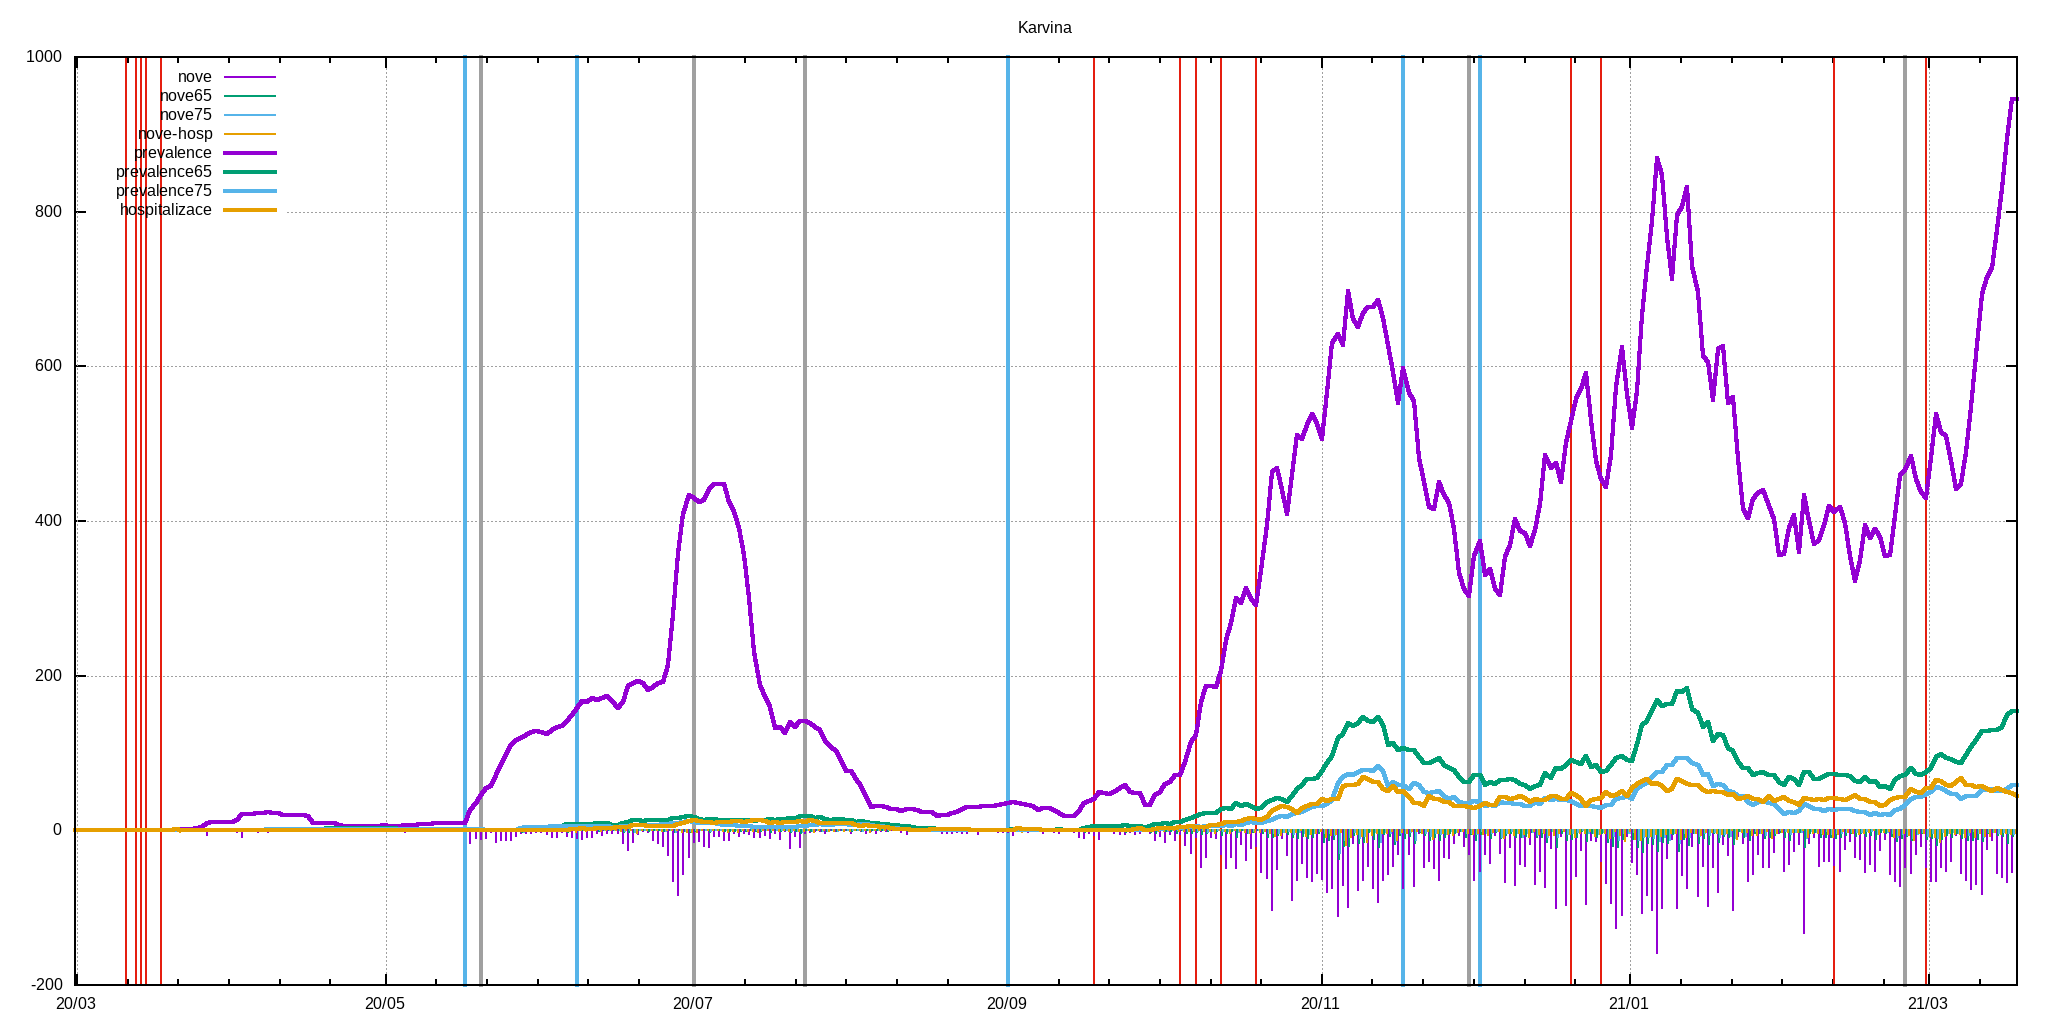 Karvina
1000
800
600
400
200
0
-200
nove
nove65
nove75
nove-hosp
prevalence
prevalence65
prevalence75
hospitalizace
20/03
20/05
20/07
20/09
20/11
21/01
21/03